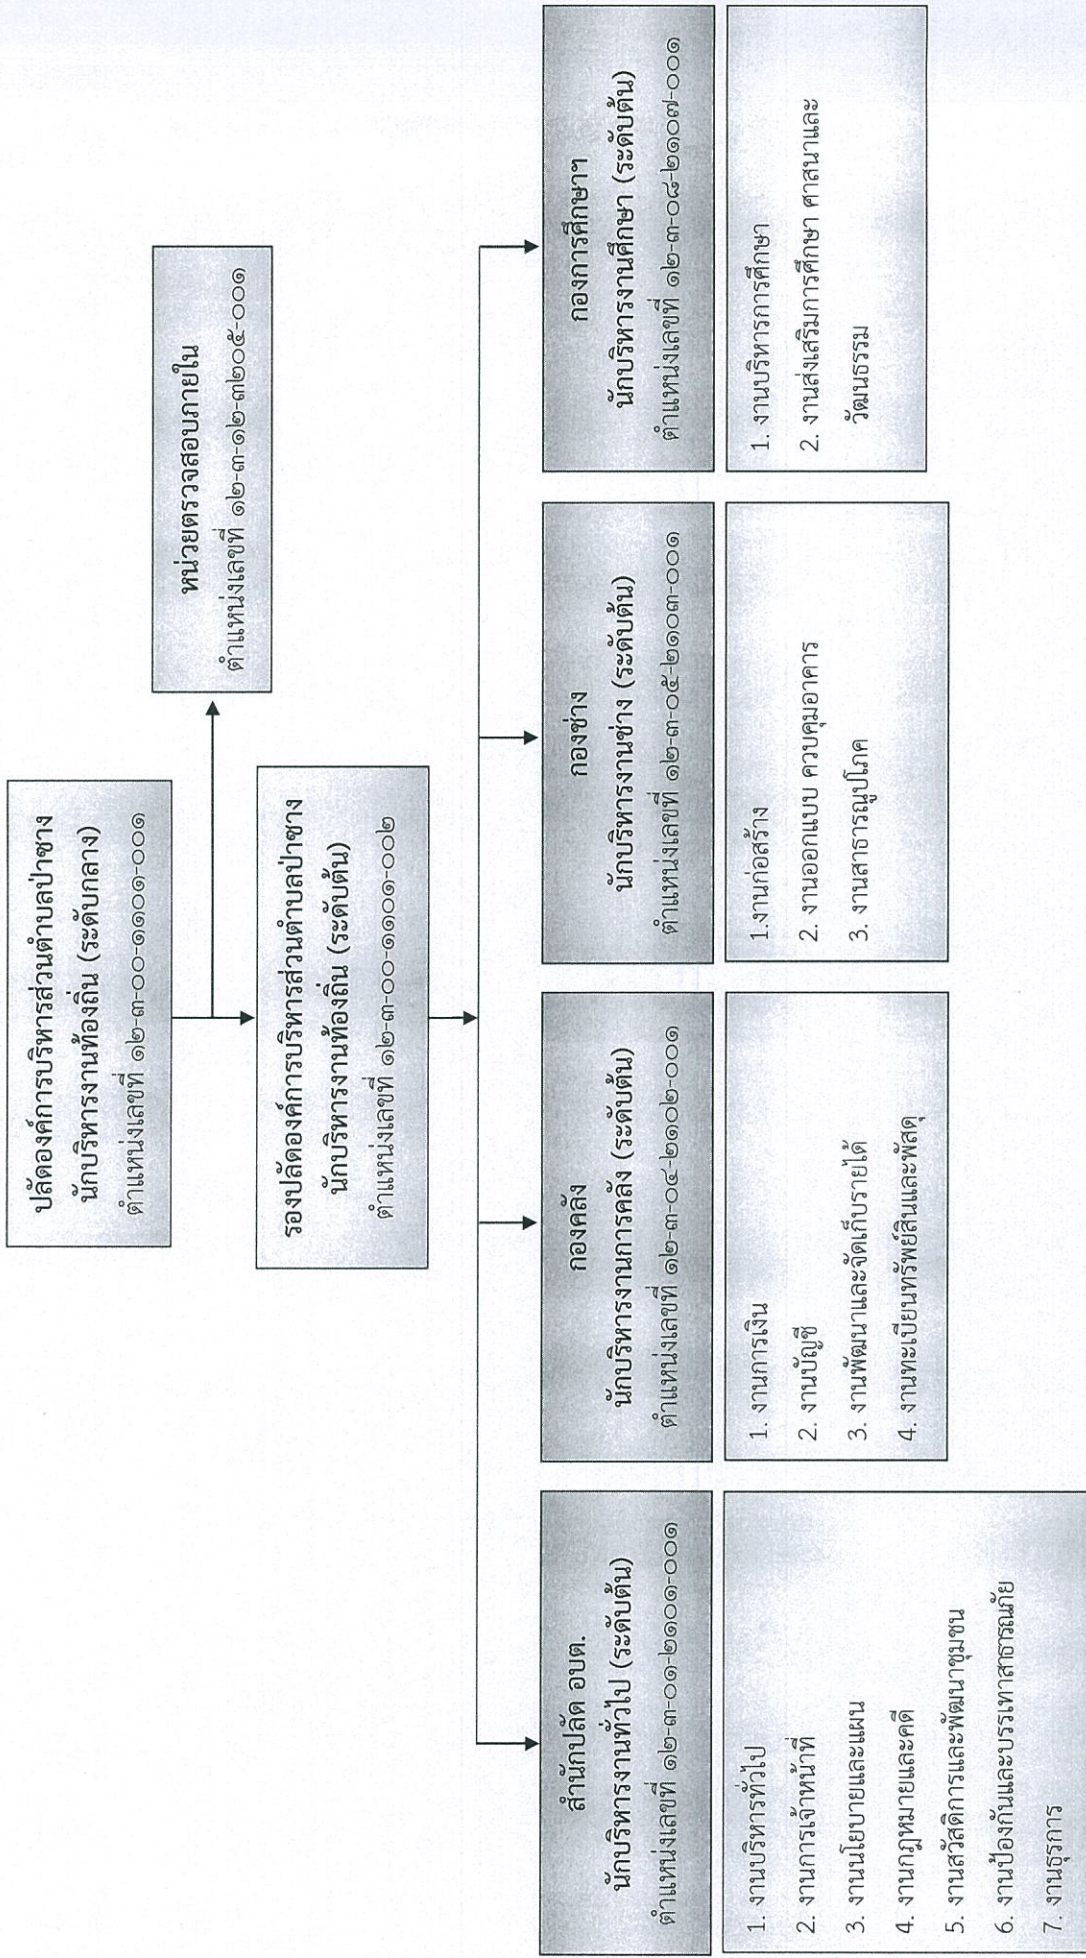 ปลัดองค์การบริหารส่วนตำบลป่าซาง
นักบริหารงานท้องถิ่น (ระดับกลาง)
ตำแหน่งเลขที่ ๑๒-๓-๐๐-๑๑๐๑-๐๐๑
หน่วยตรวจสอบภายใน
ตำแหน่งเลขที่ ๑๒-๓-๑๒-๓๒๐๕-๐๐๑
รองปลัดองค์การบริหารส่วนตำบลป่าซาง
นักบริหารงานท้องถิ่น (ระดับต้น)
ตำแหน่งเลขที่ ๑๒-๓-๐๐-๑๑๐๑-๐๐๒
สำนักปลัด อบต.
นักบริหารงานทั่วไป (ระดับต้น)
ตำแหน่งเลขที่ ๑๒-๓-๐๑-๒๑๐๑-๐๐๑
1. งานบริหารทั่วไป
2. งานการเจ้าหน้าที่
3. งานนโยบายและแผน
4. งานกฎหมายและคดี
5. งานสวัสดิการและพัฒนาชุมชน
6. งานป้องกันและบรรเทาสาธารณภัย
7. งานธุรการ
กองคลัง
นักบริหารงานการคลัง (ระดับต้น)
ตำแหน่งเลขที่ ๑๒-๓-๐๔-๒๑๐๒-๐๐๑
1. งานการเงิน
2. งานบัญชี
3. งานพัฒนาและจัดเก็บรายได้
4. งานทะเบียนทรัพย์สินและพัสดุ
กองช่าง
นักบริหารงานช่าง (ระดับต้น)
ตำแหน่งเลขที่ ๑๒-๓-๐๕-๒๑๐๓-๐๐๑
1.งานก่อสร้าง
2. งานออกแบบ ควบคุมอาคาร
3. งานสาธารณูปโภค
กองการศึกษาฯ
นักบริหารงานศึกษา (ระดับต้น)
ตำแหน่งเลขที่ ๑๒-๓-๐๘-๒๑๐๗-๐๐๑
1. งานบริหารการศึกษา
2. งานส่งเสริมการศึกษา ศาสนาและ
วัฒนธรรม